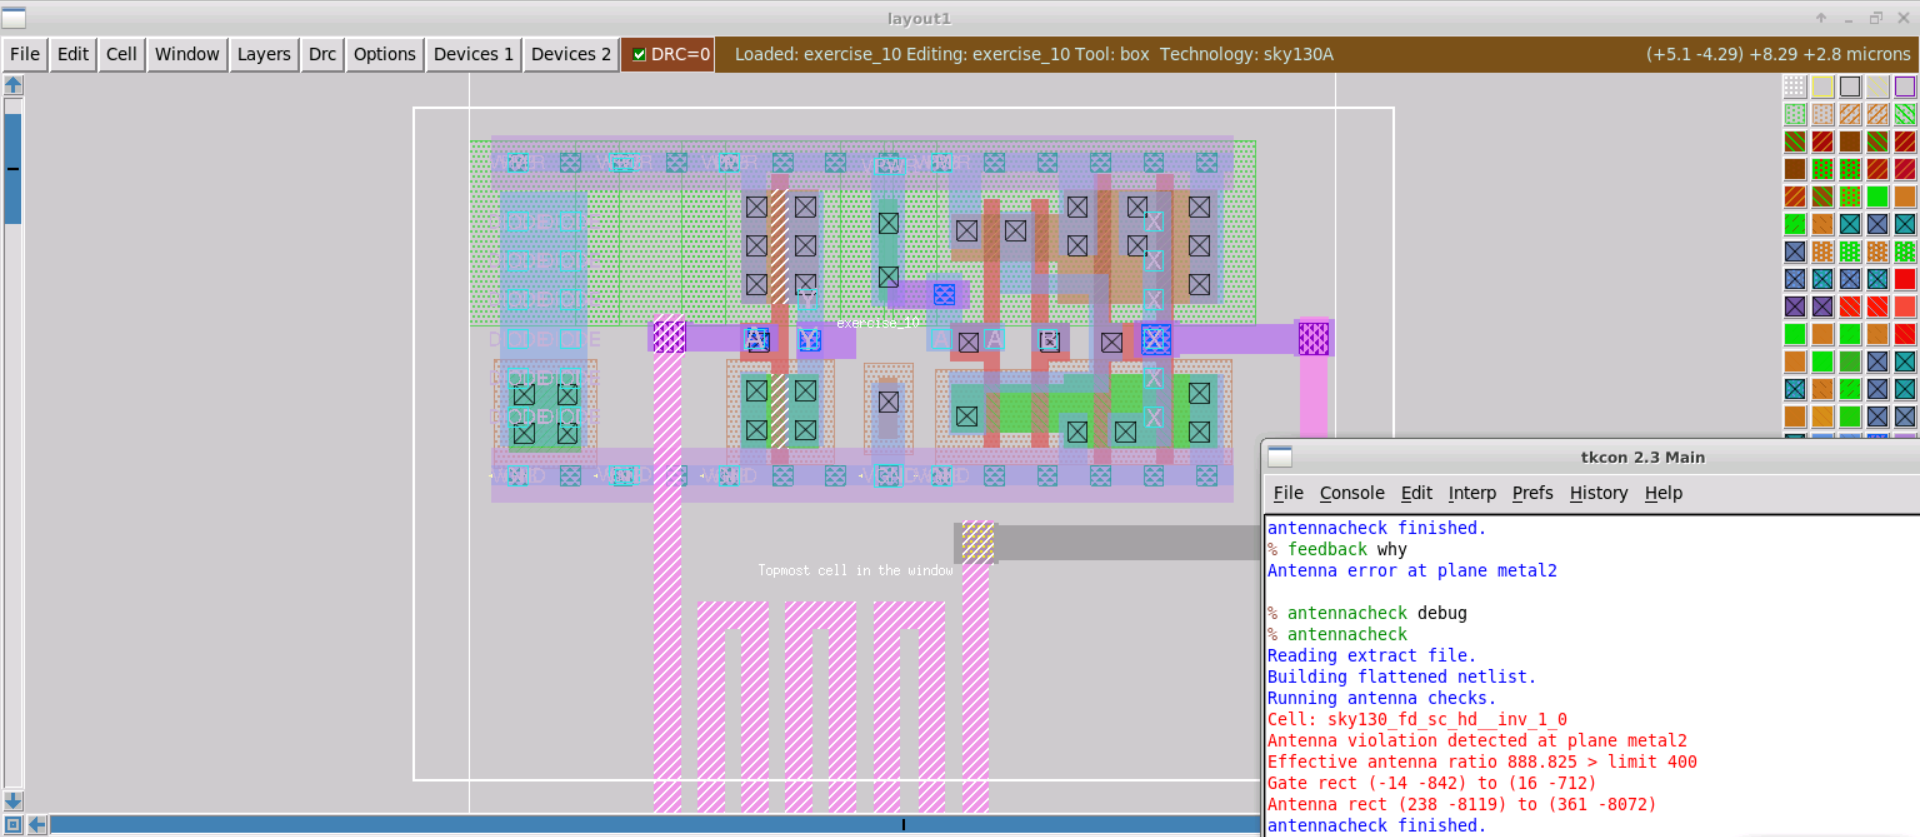 layout1
File Edit Cell Window Layers Drc Options Devices 1 Devices 2 DRC=0 Loaded: exercise_10 Editing: exercise_10 Tool: box Technology: sky130A (+5.1 -4.29) +8.29 +2.8 microns
Y
exercise_10
A Y A A B X
X
X
X
X
X
Topmost cell in the window
tkcon 2.3 Main
File Console Edit Interp Prefs History Help
antennacheck finished.
% feedback why
Antenna error at plane metal2
% antennacheck debug
% antennacheck
Reading extract file.
Building flattened netlist.
Running antenna checks.
Cell: sky130_fd_sc_hd__inv_1_0
Antenna violation detected at plane metal2
Effective antenna ratio 888.825 > limit 400
Gate rect (-14 -842) to (16 -712)
Antenna rect (238 -8119) to (361 -8072)
antennacheck finished.